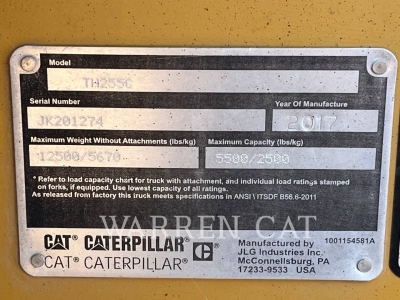 Model
TH255C
Serial Number
Year of Manufacture
JK201274
2017
Maximum Weight Without Attachments (lbs/kg)
Maximum Capacity (lbs/kg)
12500/5670
5500/2500
* Refer to load capacity chart for truck with attachment, and individual load ratings stamped
on forks, if equipped. Use lowest capacity of all ratings.
As released from factory this truck meets specifications in ANSI \ ITSDF B56.6-2011
WARREN CAT
CAT® CATERPILLAR®
CAT® CATERPILLAR®
Manufactured by
1001154581A
JLG Industries Inc.
McConnellsburg, PA
17233-9533 USA